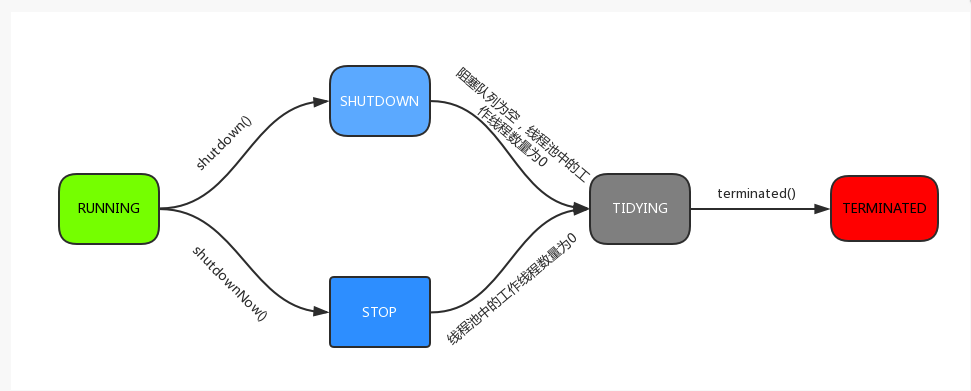 阻塞队列为空，线程池中的工
作线程数量为0
SHUTDOWN
shutdown()
RUNNING
TIDYING
terminated()
TERMINATED
shutdownNow()
线程池中的工作线程数量为0
STOP